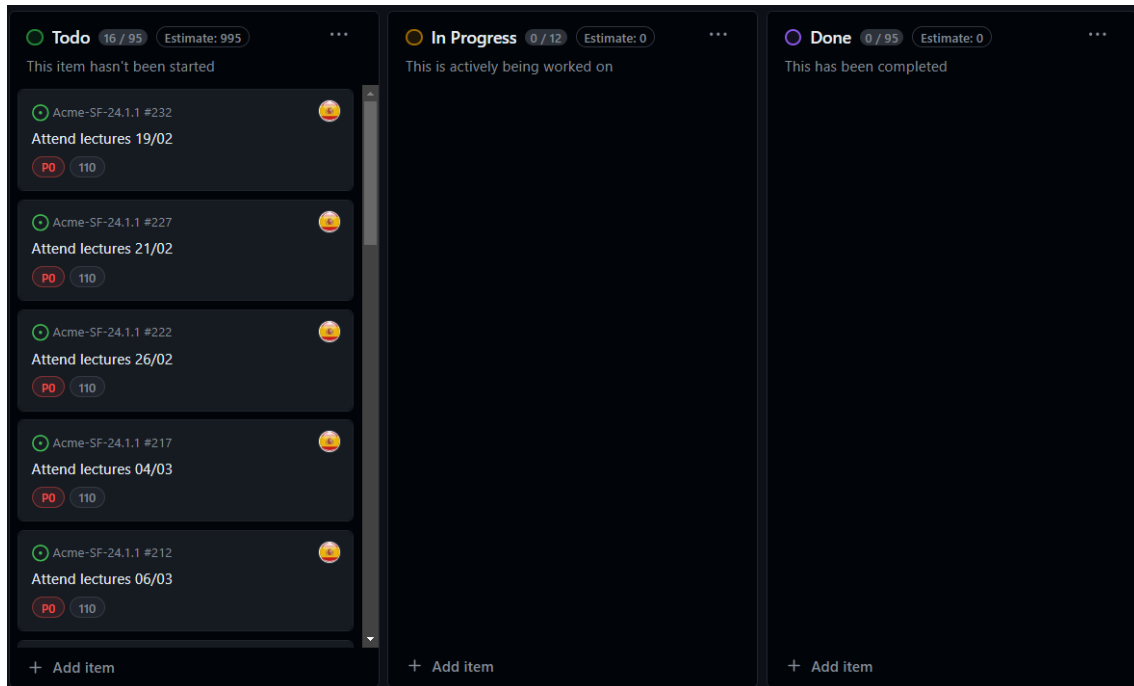 Todo 16 / 95 Estimate: 995
This item hasn't been started
Acme-SF-24.1.1 #232
Attend lectures 19/02
P0 110
Acme-SF-24.1.1 #227
Attend lectures 21/02
P0 110
Acme-SF-24.1.1 #222
Attend lectures 26/02
P0 110
Acme-SF-24.1.1 #217
Attend lectures 04/03
P0 110
Acme-SF-24.1.1 #212
Attend lectures 06/03
P0 110
+ Add item
In Progress 0 / 12 Estimate: 0
This is actively being worked on
+ Add item
Done 0 / 95 Estimate: 0
This has been completed
+ Add item